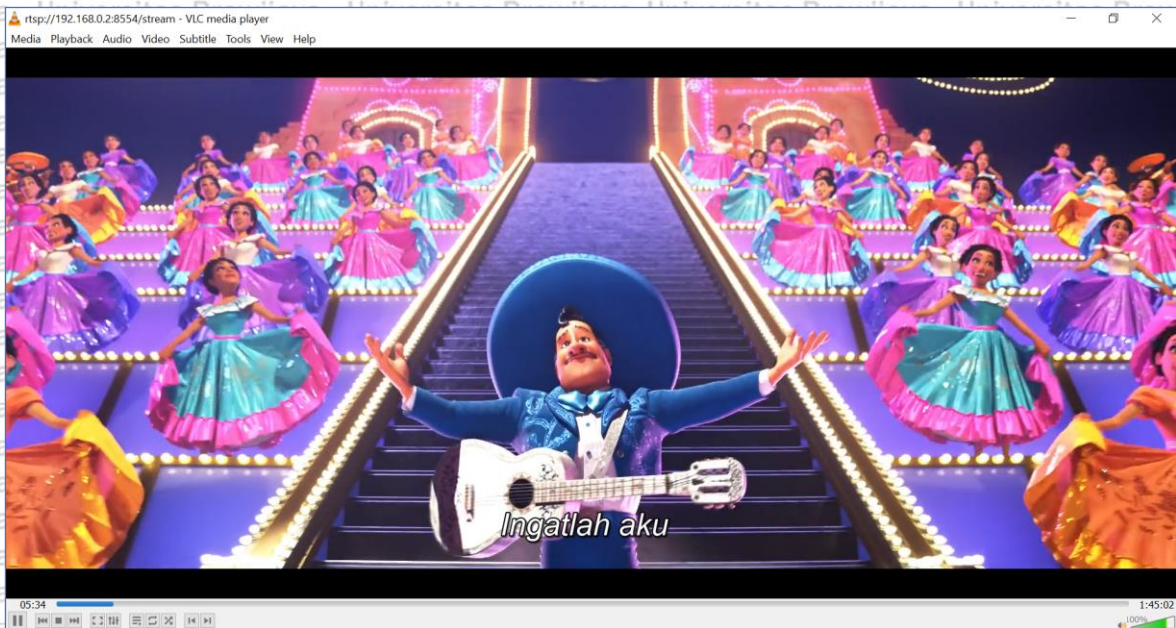 rtsp://192.168.0.2:8554/stream - VLC media player
Media Playback Audio Video Subtitle Tools View Help
Ingatlah aku
05:34
1:45:02
100%